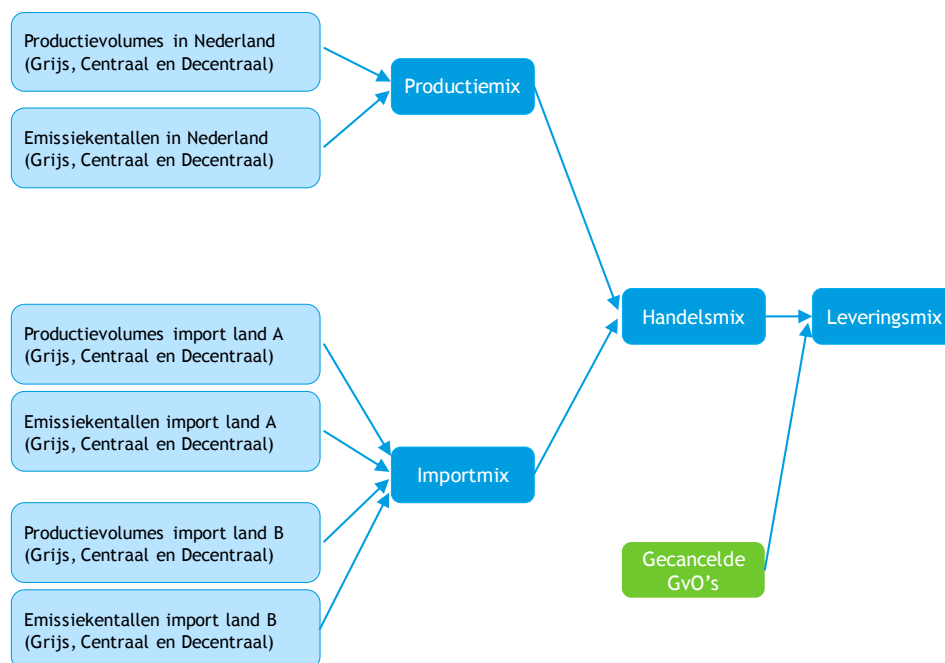 Productievolumes in Nederland
(Grijs, Centraal en Decentraal)
Productiemix
Emissiekentallen in Nederland
(Grijs, Centraal en Decentraal)
Productievolumes import land A
(Grijs, Centraal en Decentraal)
Handelsmix
Leveringsmix
Emissiekentallen import land A
(Grijs, Centraal en Decentraal)
Importmix
Productievolumes import land B
(Grijs, Centraal en Decentraal)
Gecancelde
GvO's
Emissiekentallen import land B
(Grijs, Centraal en Decentraal)